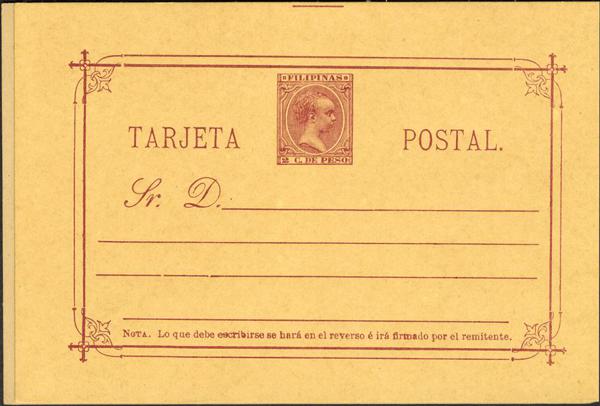 FILIPINAS
TARJETA POSTAL.
2 C. DE PESO
Sr. D.
NOTA. Lo que debe escribirse se hará en el reverso é irá firmado por el remitente.